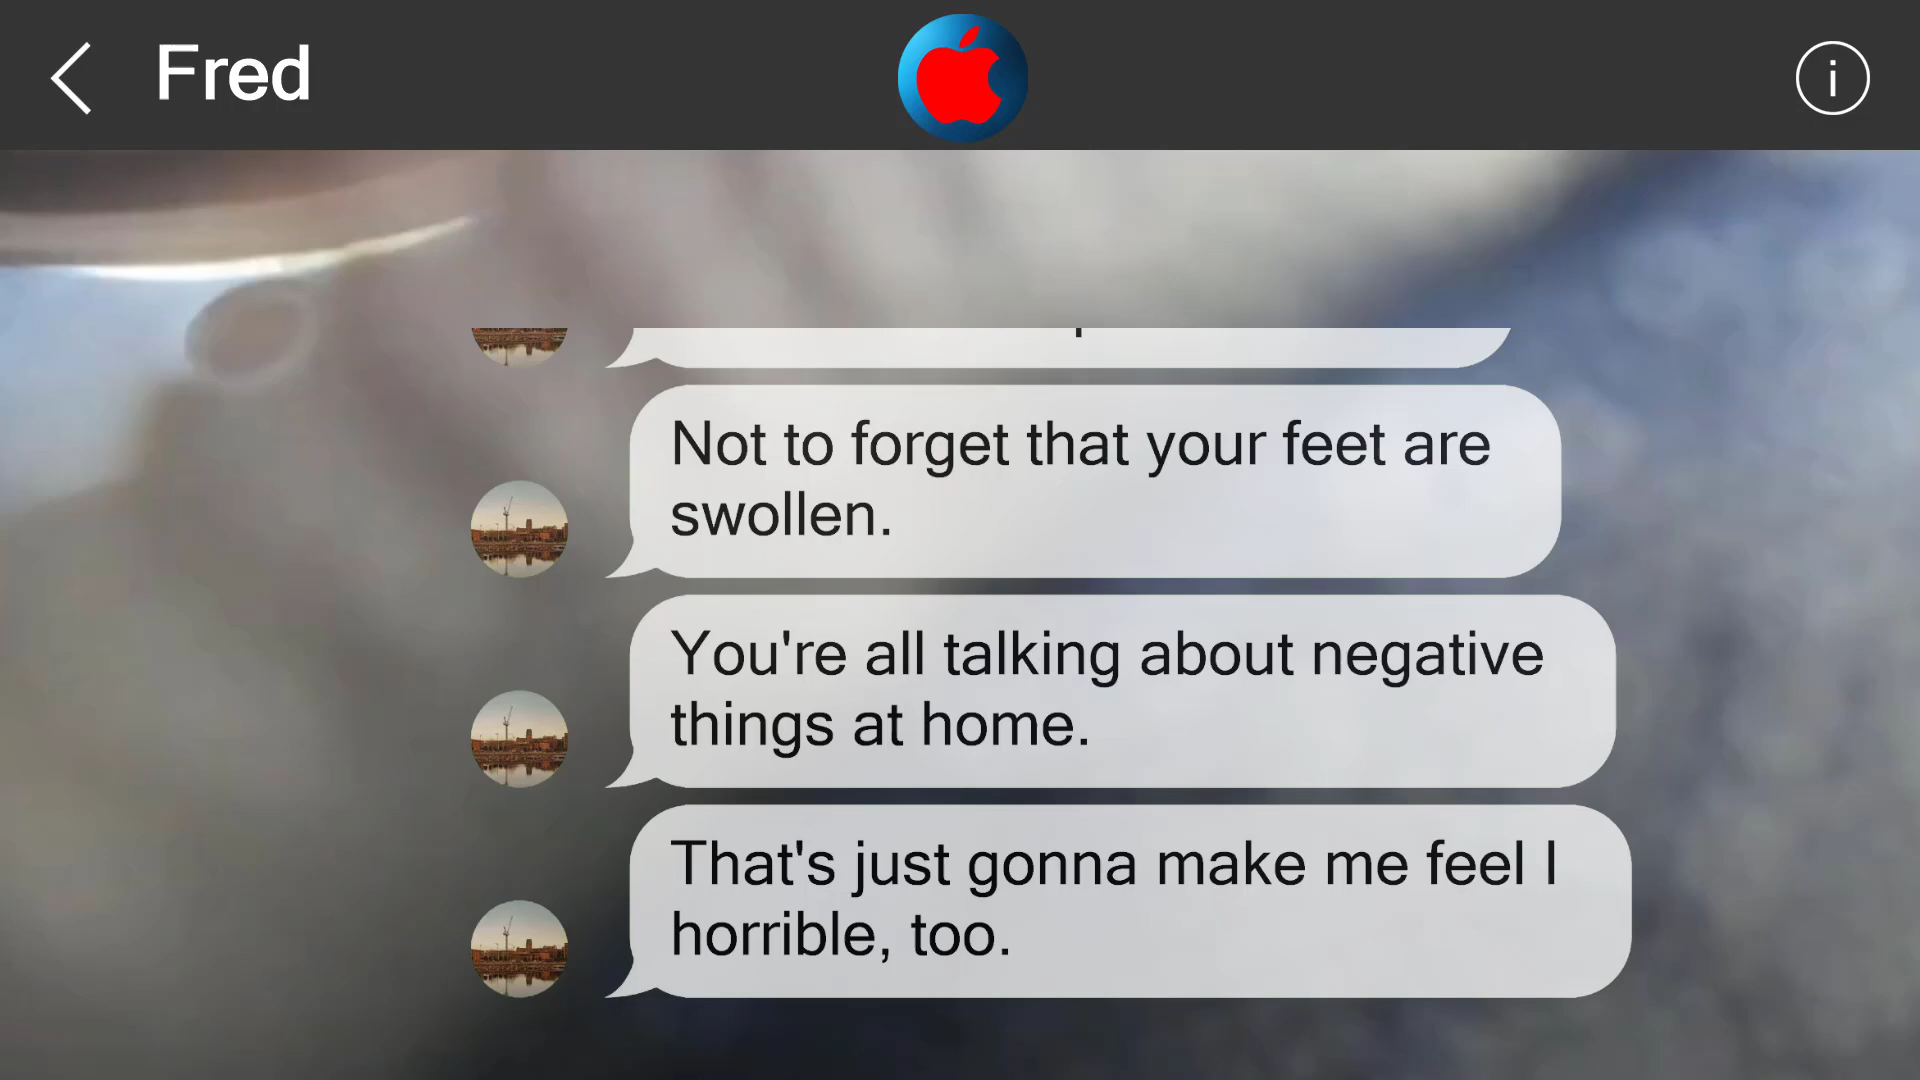 Fred
i
Not to forget that your feet are
swollen.
You're all talking about negative
things at home.
That's just gonna make me feel I
horrible, too.